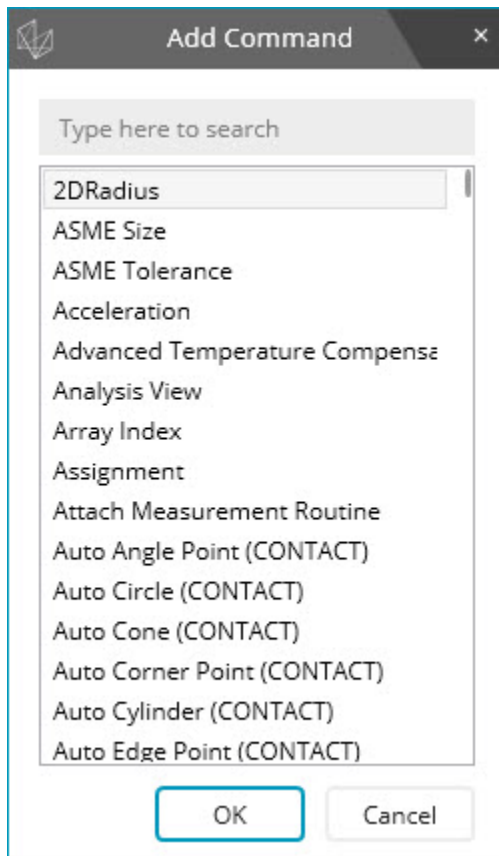 Add Command
×
Type here to search
2DRadius
ASME Size
ASME Tolerance
Acceleration
Advanced Temperature Compensa
Analysis View
Array Index
Assignment
Attach Measurement Routine
Auto Angle Point (CONTACT)
Auto Circle (CONTACT)
Auto Cone (CONTACT)
Auto Corner Point (CONTACT)
Auto Cylinder (CONTACT)
Auto Edge Point (CONTACT)
OK Cancel